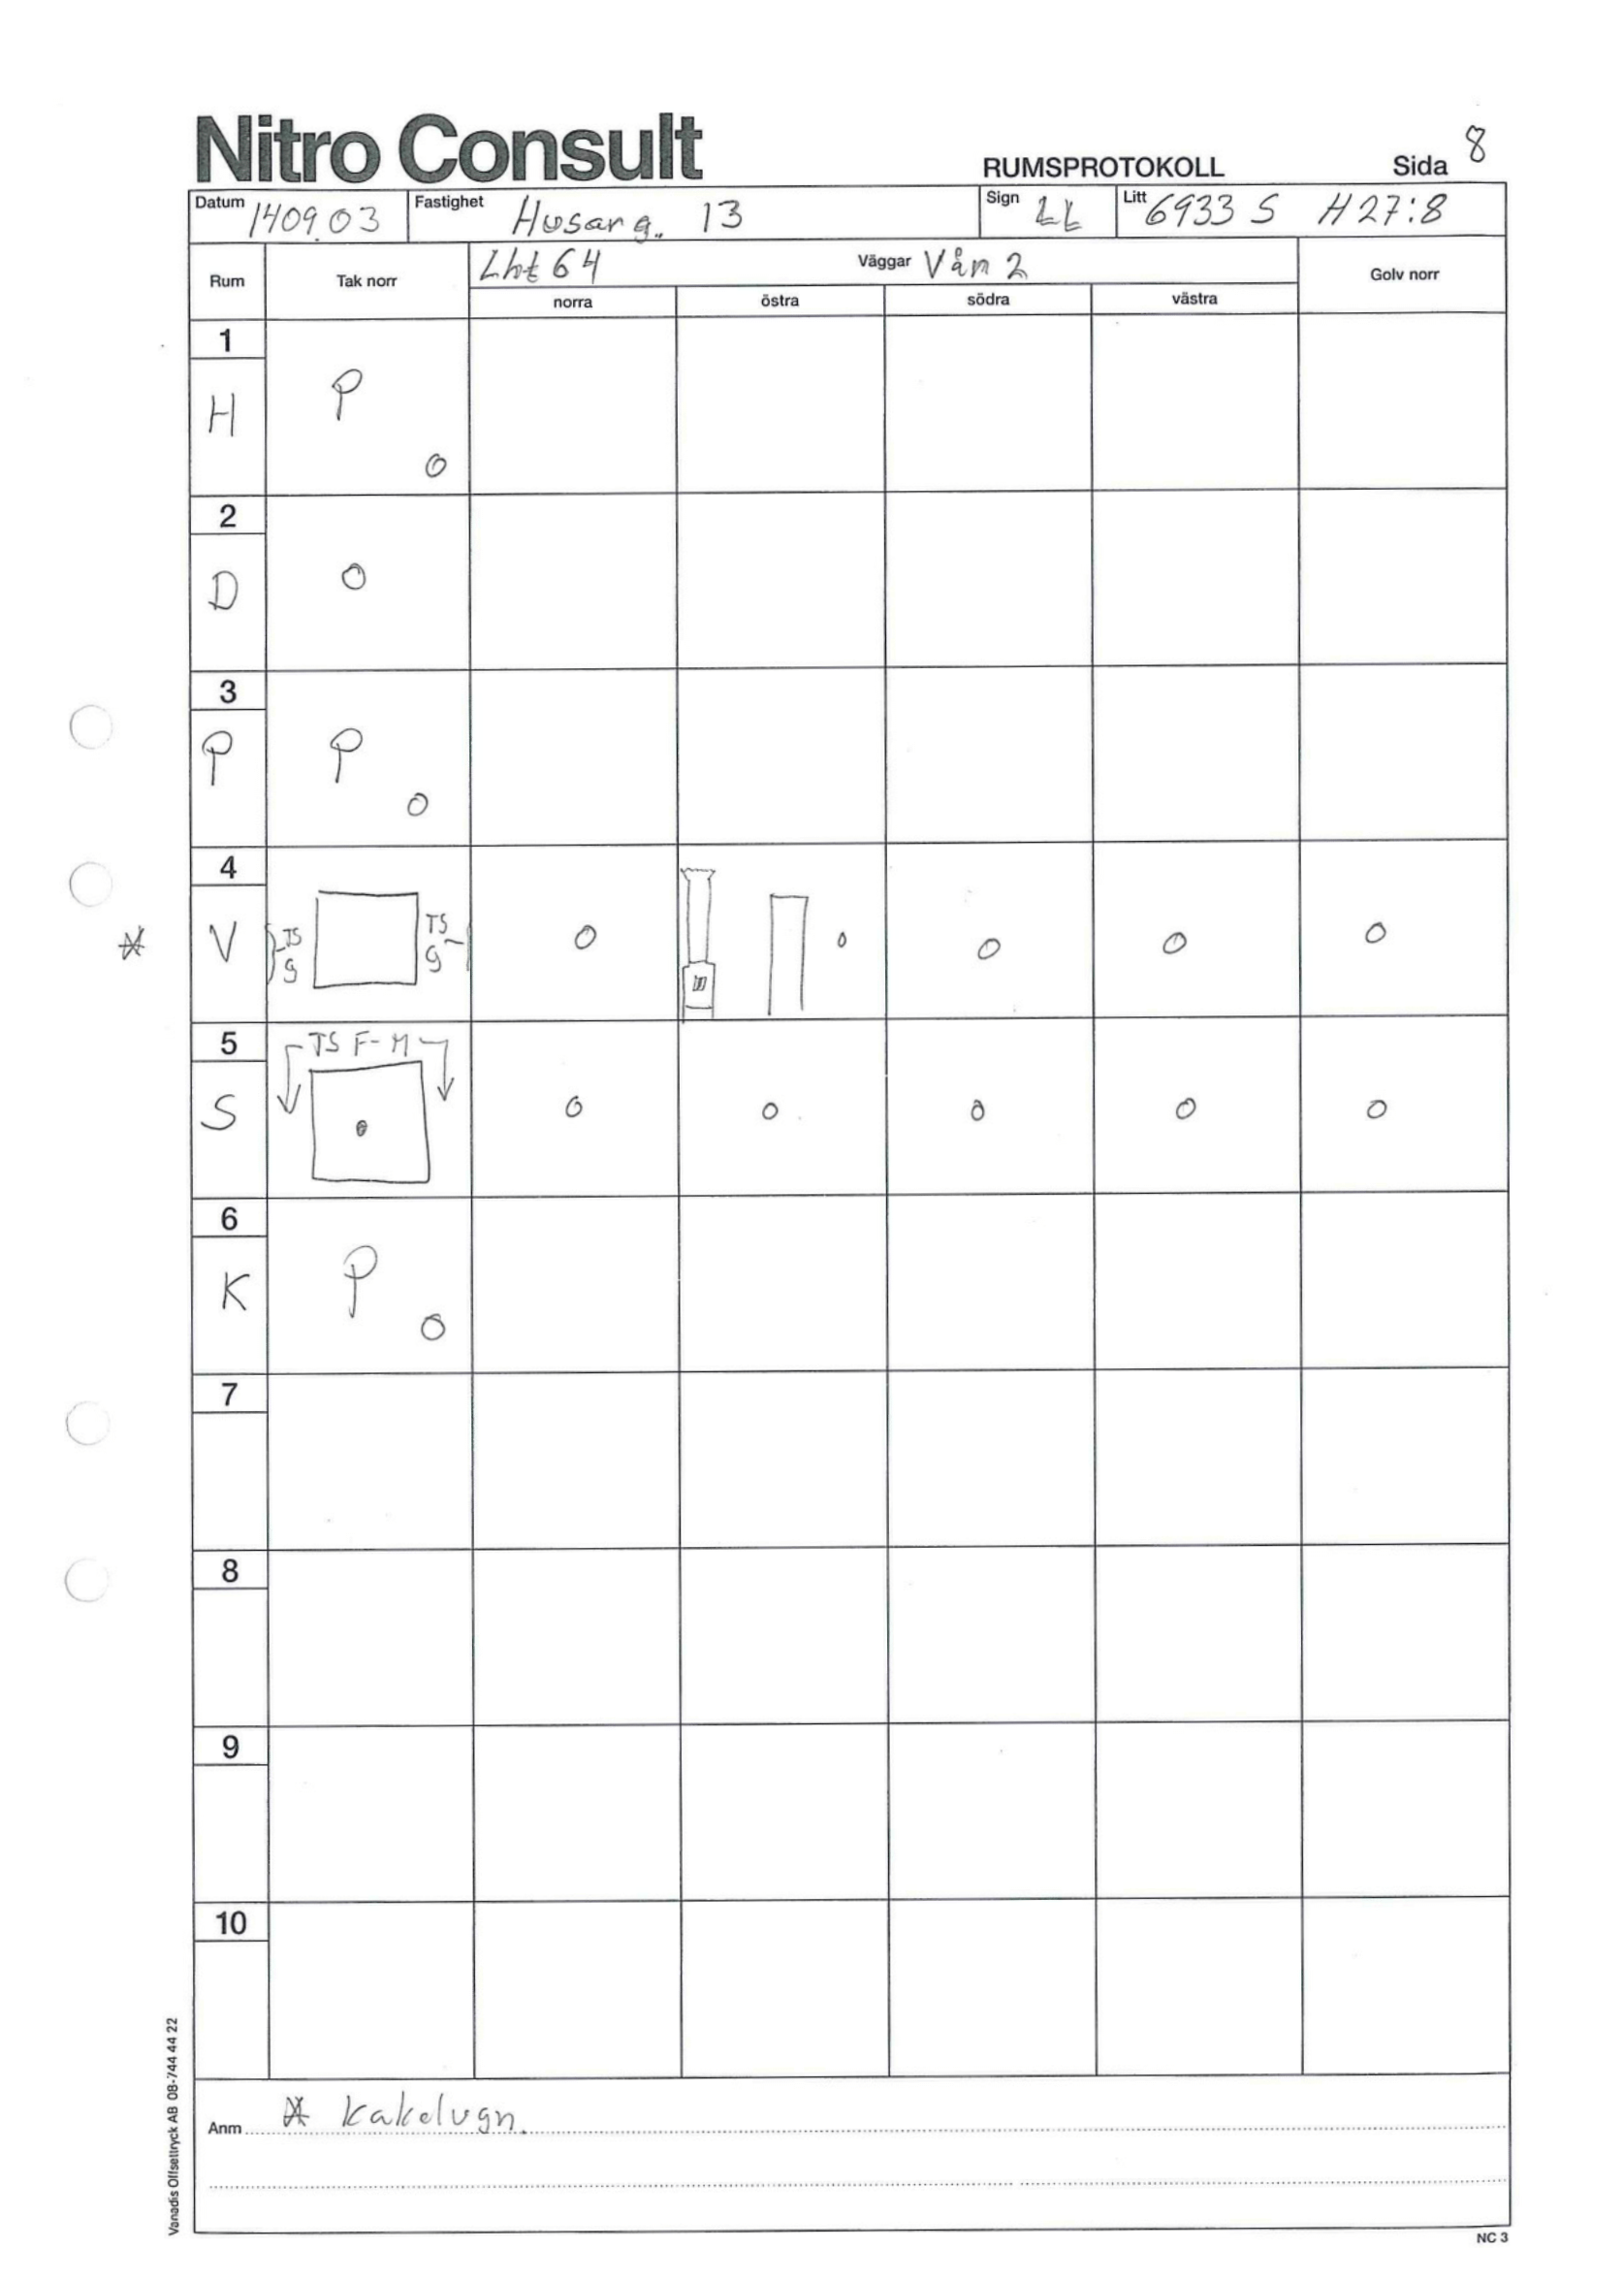 Nitro Consult
RUMSPROTOKOLL Sida 8
Datum 140903 Fastighet Husarg. 13 Sign LL Litt 6933 S H27:8
Rum Tak norr Lht 64 Väggar Vån 2 Golv norr
norra östra södra västra
1
H P
0
2
D 0
3
P P
0
4
* V TS g TS g 0 0 0 0 0
5 TS F-M
S 0 0 0 0 0 0
6
K P
0
7
8
9
10
Anm * Kakelugn.
Vanadis Offsettryck AB 08-744 44 22
NC 3